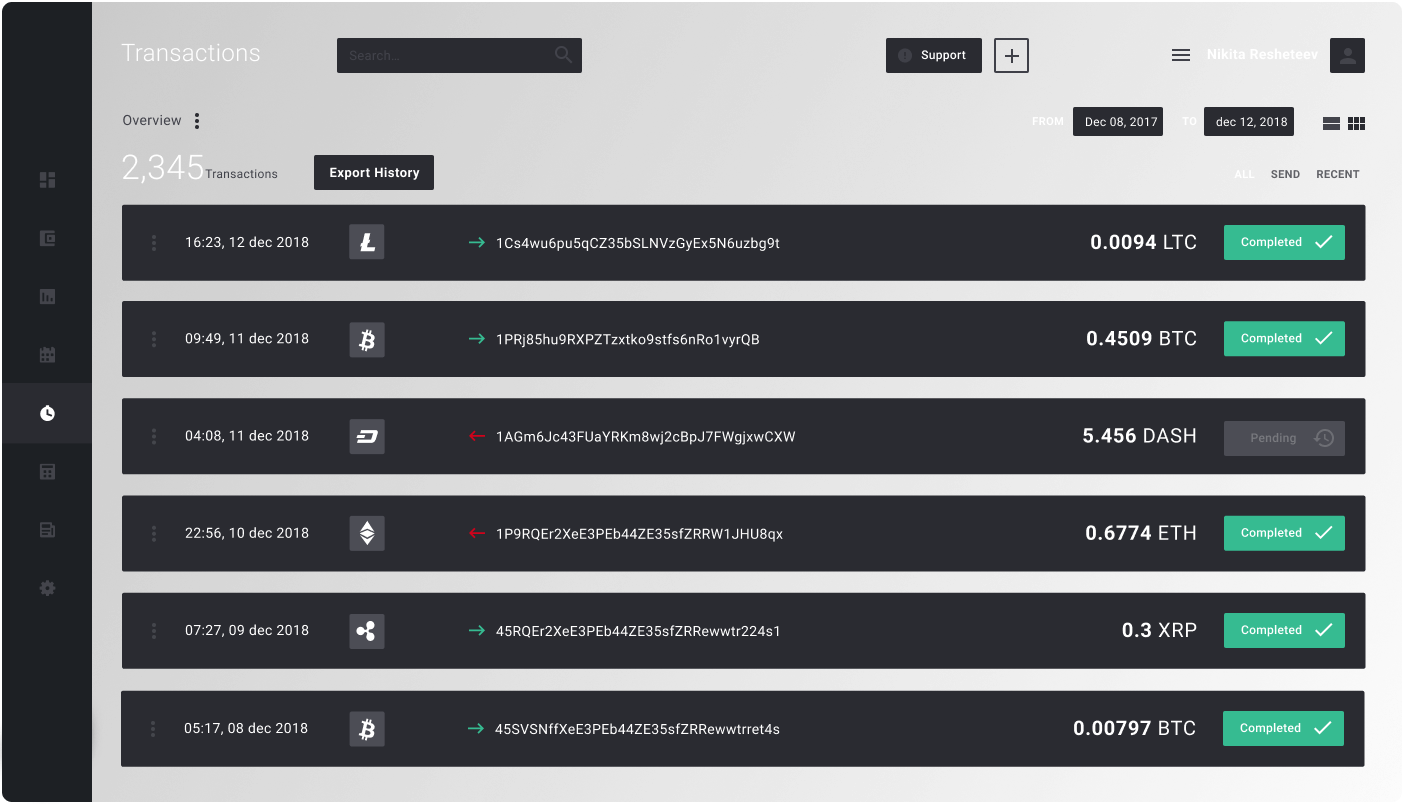 Transactions
Search...
Support
Nikita Resheteev
Overview
FROM Dec 08, 2017 TO dec 12, 2018
2,345 Transactions
Export History
ALL SEND RECENT
16:23, 12 dec 2018 1Cs4wu6pu5qCZ35bSLNVzGyEx5N6uzbg9t 0.0094 LTC Completed
09:49, 11 dec 2018 1PRj85hu9RXPZTzxtko9stfs6nRo1vyrQB 0.4509 BTC Completed
04:08, 11 dec 2018 1AGm6Jc43FUaYRKm8wj2cBpJ7FWgjxwCXW 5.456 DASH Pending
22:56, 10 dec 2018 1P9RQEr2XeE3PEb44ZE35sfZRRW1JHU8qx 0.6774 ETH Completed
07:27, 09 dec 2018 45RQEr2XeE3PEb44ZE35sfZRRewwtr224s1 0.3 XRP Completed
05:17, 08 dec 2018 45SVSNffXeE3PEb44ZE35sfZRRewwtrret4s 0.00797 BTC Completed